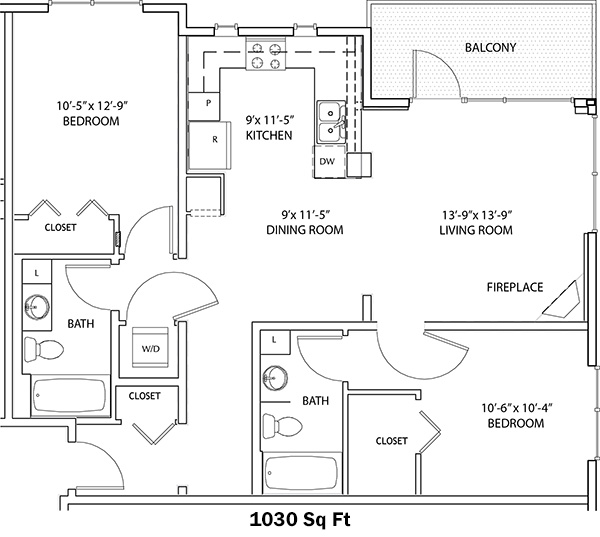 BALCONY
10'-5" x 12'-9"
BEDROOM
P
R
9'x 11'-5"
KITCHEN
DW
9'x 11'-5"
DINING ROOM
13'-9"x 13'-9"
LIVING ROOM
CLOSET
FIREPLACE
L
BATH
W/D
L
CLOSET
BATH
10'-6"x 10'-4"
BEDROOM
CLOSET
1030 Sq Ft